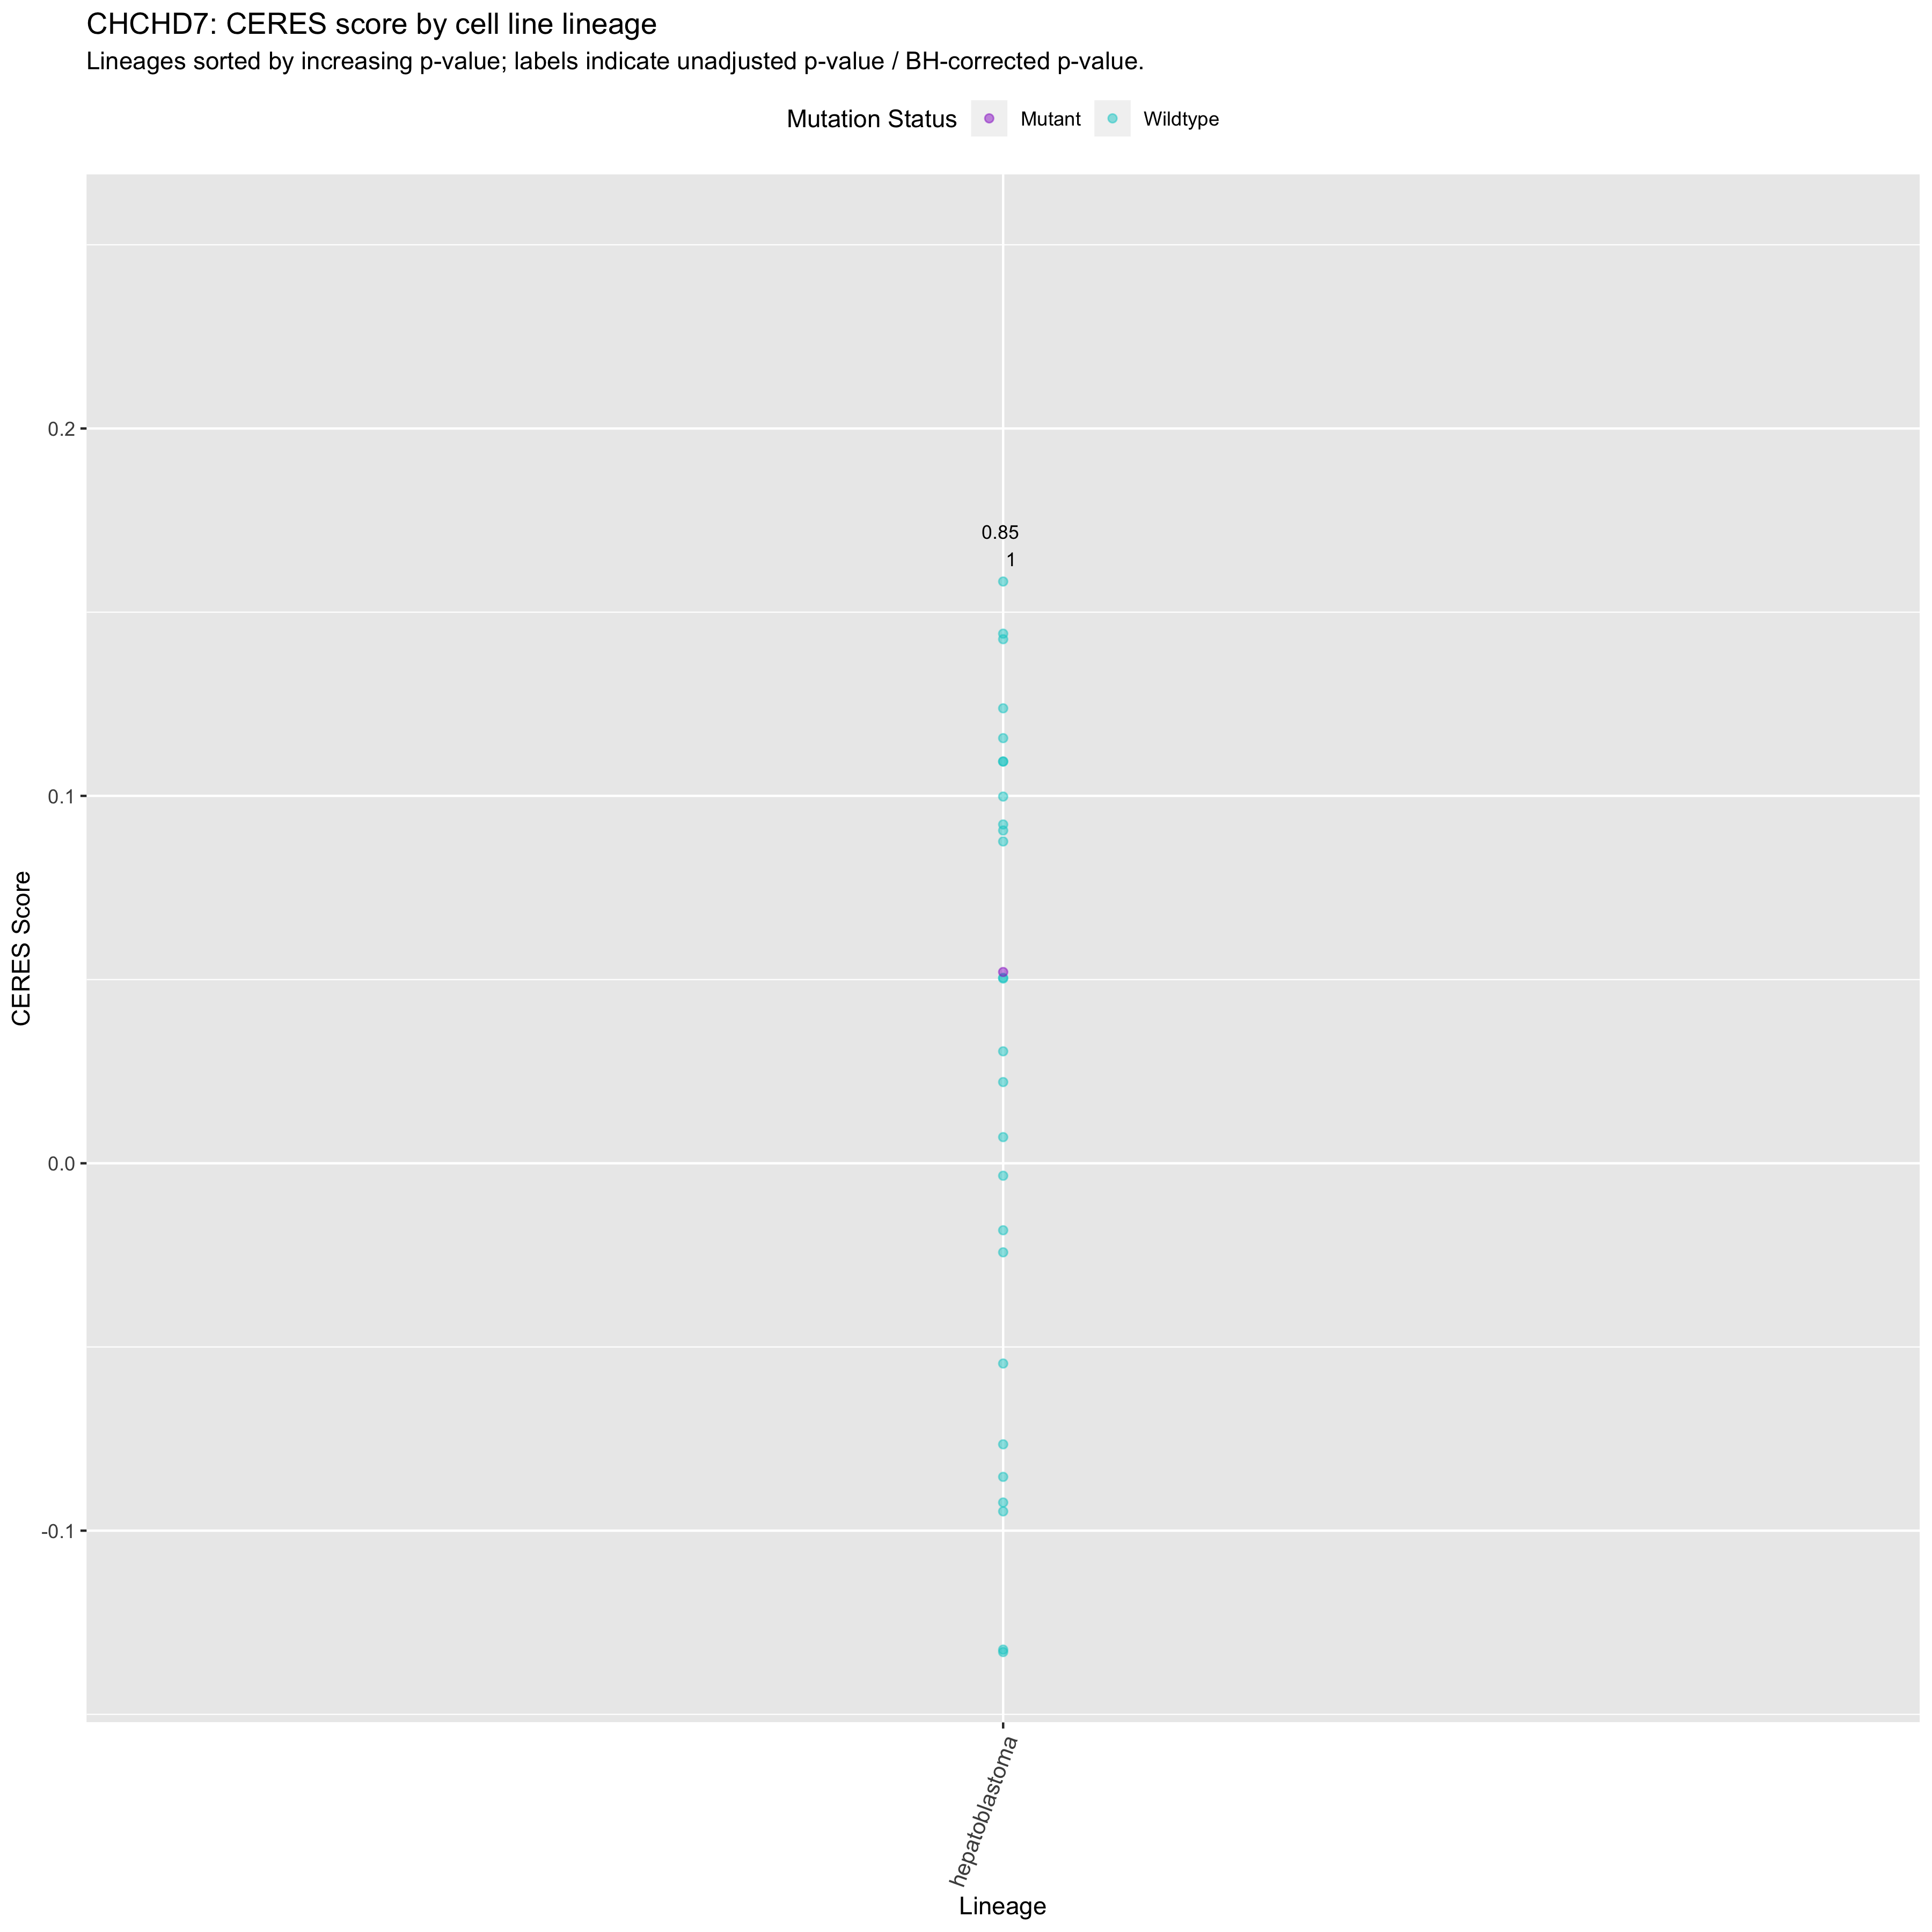 CHCHD7: CERES score by cell line lineage
Lineages sorted by increasing p-value; labels indicate unadjusted p-value / BH-corrected p-value.
Mutation Status Mutant Wildtype
0.2
0.85
1
0.1
CERES Score
0.0
-0.1
hepatoblastoma
Lineage